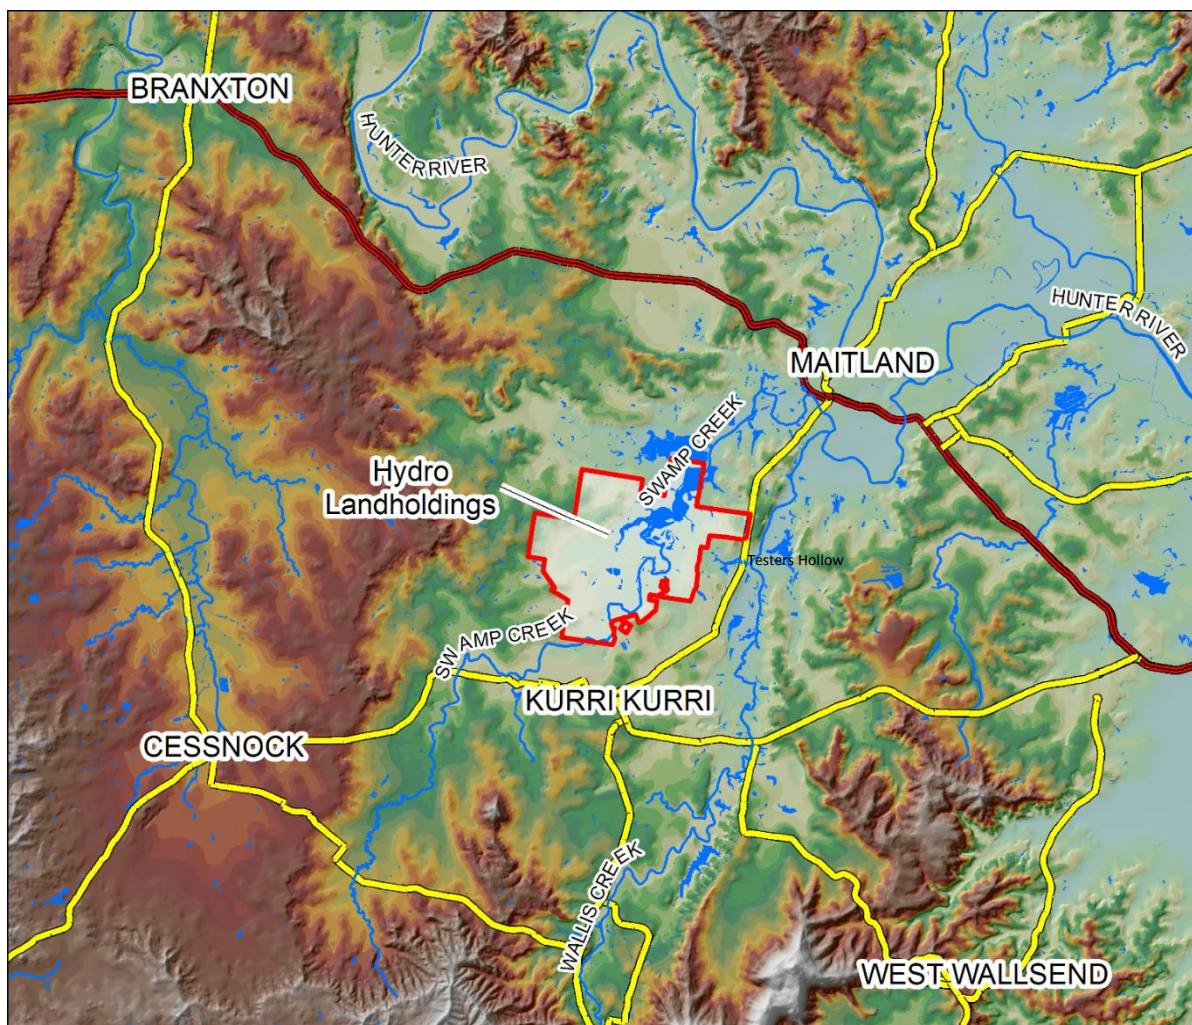 BRANXTON
HUNTER RIVER
HUNTER RIVER
MAITLAND
SWAMP CREEK
Hydro
Landholdings
Testers Hollow
SWAMP CREEK
KURRI KURRI
CESSNOCK
WALLIS CREEK
WEST WALLSEND